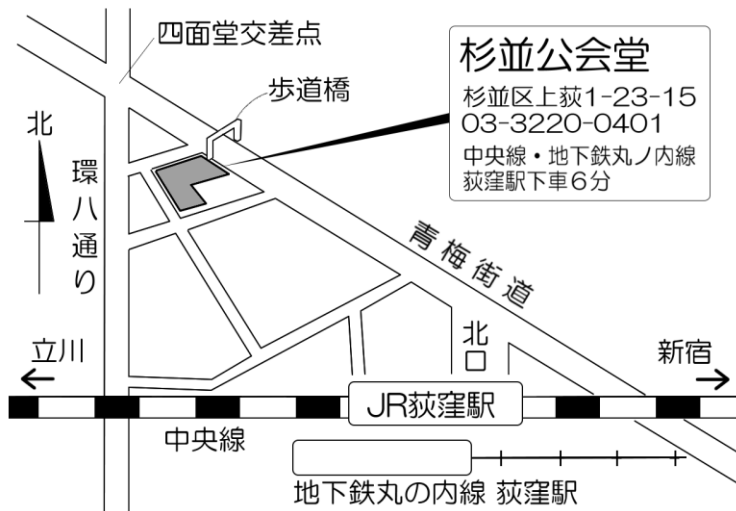 四面堂交差点
杉並公会堂
杉並区上荻1-23-15
03-3220-0401
中央線・地下鉄丸ノ内線
荻窪駅下車6分
歩道橋
北
環八通り
青梅街道
北口
立川
新宿
JR荻窪駅
中央線
地下鉄丸の内線 荻窪駅